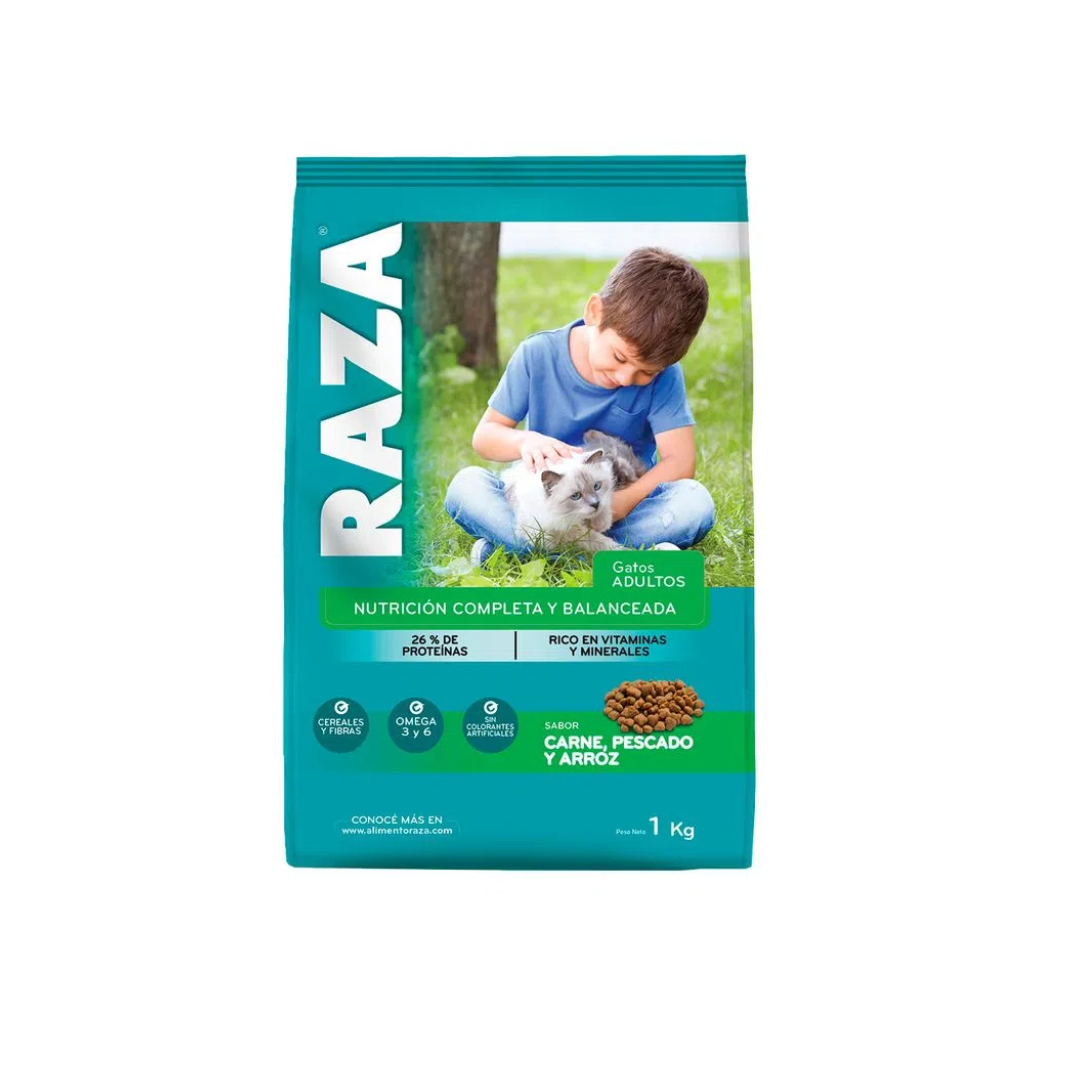 RAZA®
Gatos
ADULTOS
NUTRICIÓN COMPLETA Y BALANCEADA
26 % DE
PROTEÍNAS
RICO EN VITAMINAS
Y MINERALES
CEREALES
Y FIBRAS
OMEGA
3 y 6
SIN
COLORANTES
ARTIFICIALES
SABOR
CARNE, PESCADO
Y ARROZ
CONOCÉ MÁS EN
www.alimentoraza.com
Peso Neto 1 Kg